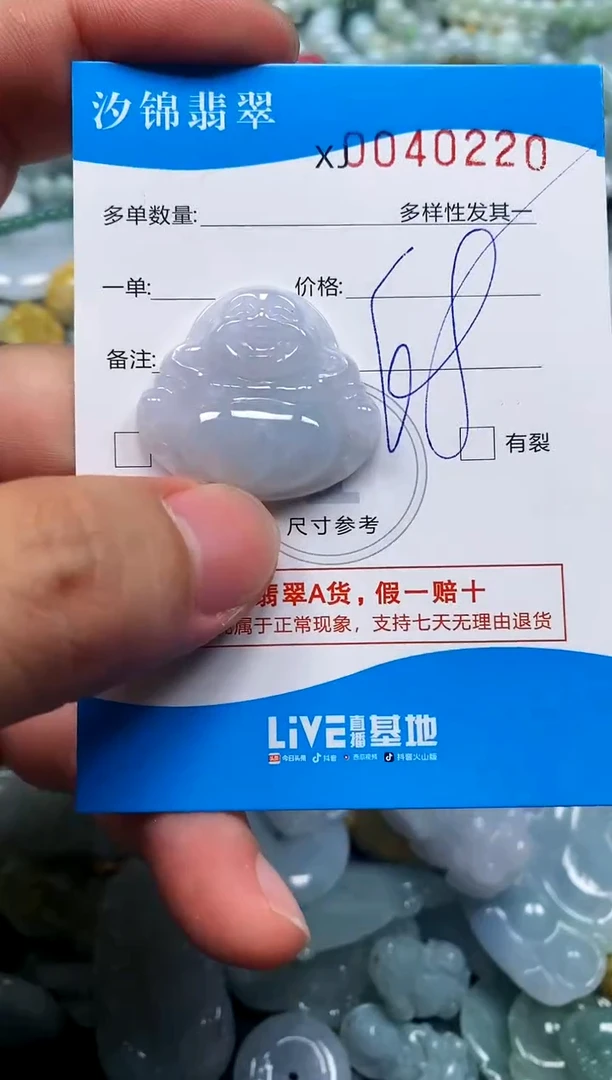 汐锦翡翠
XJ0040220
多单数量: 多样性发其一
一单: 价格:
备注:
有裂
尺寸参考
翡翠A货，假一赔十
属于正常现象，支持七天无理由退货
LiVE直播基地
今日头条 抖音 西瓜视频 抖音火山版